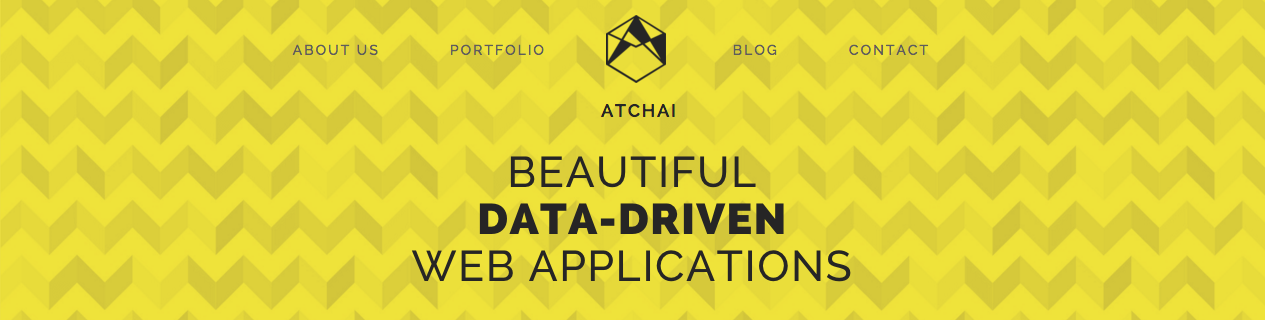 ABOUT US
PORTFOLIO
BLOG
CONTACT
ATCHAI
BEAUTIFUL
DATA-DRIVEN
WEB APPLICATIONS